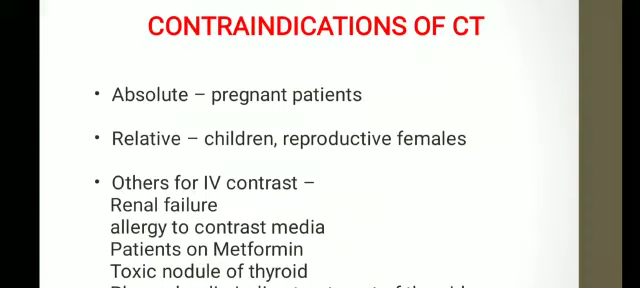 CONTRAINDICATIONS OF CT
• Absolute – pregnant patients
• Relative – children, reproductive females
• Others for IV contrast –
Renal failure
allergy to contrast media
Patients on Metformin
Toxic nodule of thyroid